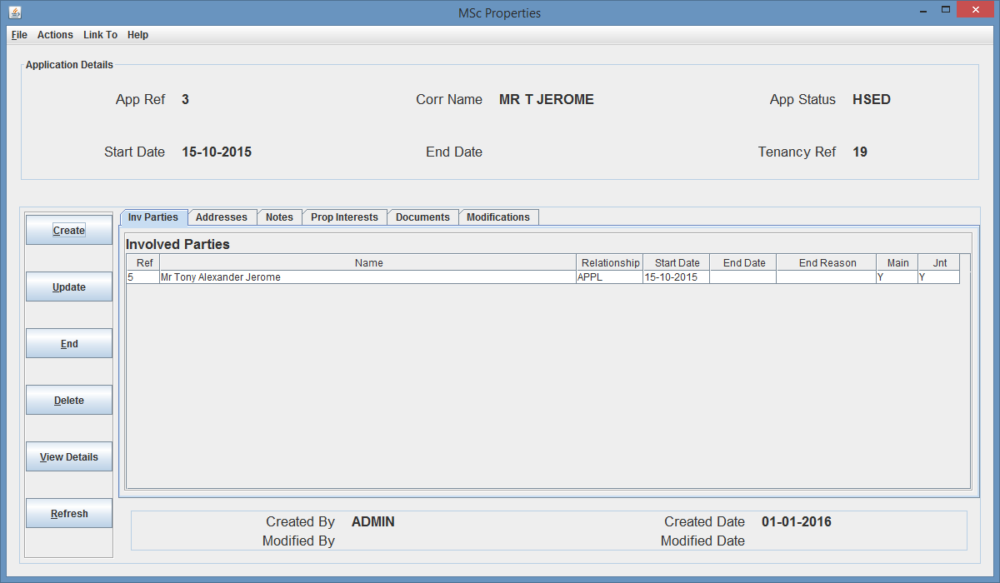 MSc Properties
File Actions Link To Help
Application Details
App Ref 3 Corr Name MR T JEROME App Status HSED
Start Date 15-10-2015 End Date Tenancy Ref 19
Inv Parties Addresses Notes Prop Interests Documents Modifications
Create
Update
End
Delete
View Details
Refresh
Involved Parties
Ref Name Relationship Start Date End Date End Reason Main Jnt
5 Mr Tony Alexander Jerome APPL 15-10-2015 Y Y
Created By ADMIN Created Date 01-01-2016
Modified By Modified Date